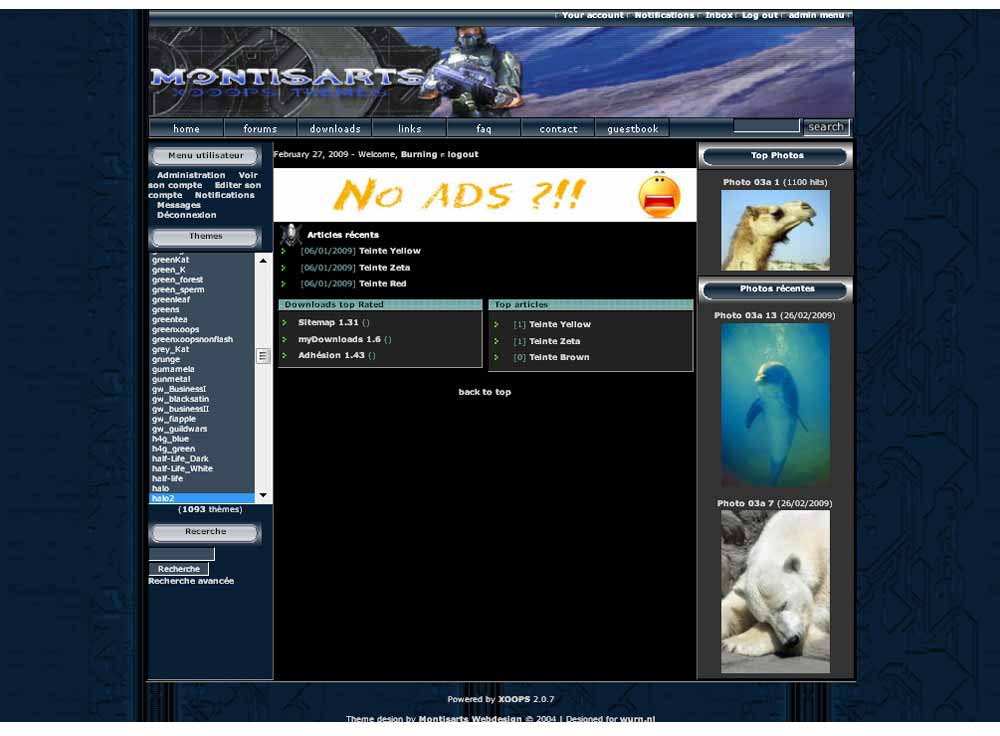 Your account Notifications Inbox Log out admin menu
MONTISARTS
XOOOPS THEMES
home forums downloads links faq contact guestbook search
Menu utilisateur
Administration Voir
son compte Editer son
compte Notifications
Messages
Déconnexion
Themes
greenKat
green_K
green_forest
green_sperm
greenleaf
greens
greentea
greenxoops
greenxoopsnonflash
grey_Kat
grunge
gumamela
gunmetal
gw_BusinessI
gw_blacksatin
gw_businessII
gw_flapple
gw_guildwars
h4g_blue
h4g_green
half-Life_Dark
half-Life_White
half-life
halo
halo2
(1093 thèmes)
Recerche
Recherche
Recherche avancée
February 27, 2009 - Welcome, Burning logout
No ADS ?!!
Articles récents
[06/01/2009] Teinte Yellow
[06/01/2009] Teinte Zeta
[06/01/2009] Teinte Red
Downloads top Rated
Sitemap 1.31 ()
myDownloads 1.6 ()
Adhésion 1.43 ()
Top articles
[1] Teinte Yellow
[1] Teinte Zeta
[0] Teinte Brown
back to top
Top Photos
Photo 03a 1 (1100 hits)
Photos récentes
Photo 03a 13 (26/02/2009)
Photo 03a 7 (26/02/2009)
Powered by XOOPS 2.0.7
Theme design by Montisarts Webdesign © 2004 | Designed for wurn.nl